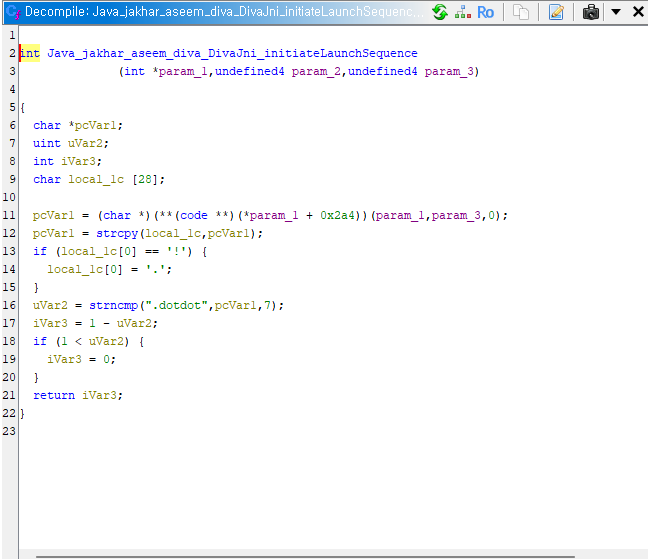 Decompile: Java_jakhar_aseem_diva_DivaJni_initiateLaunchSequenc...
Ro
1
2 int Java_jakhar_aseem_diva_DivaJni_initiateLaunchSequence
3 (int *param_1,undefined4 param_2,undefined4 param_3)
4
5 {
6 char *pcVar1;
7 uint uVar2;
8 int iVar3;
9 char local_1c [28];
10
11 pcVar1 = (char *)(**(code **)(*param_1 + 0x2a4))(param_1,param_3,0);
12 pcVar1 = strcpy(local_1c,pcVar1);
13 if (local_1c[0] == '!') {
14 local_1c[0] = '.';
15 }
16 uVar2 = strncmp(".dotdot",pcVar1,7);
17 iVar3 = 1 - uVar2;
18 if (1 < uVar2) {
19 iVar3 = 0;
20 }
21 return iVar3;
22 }
23